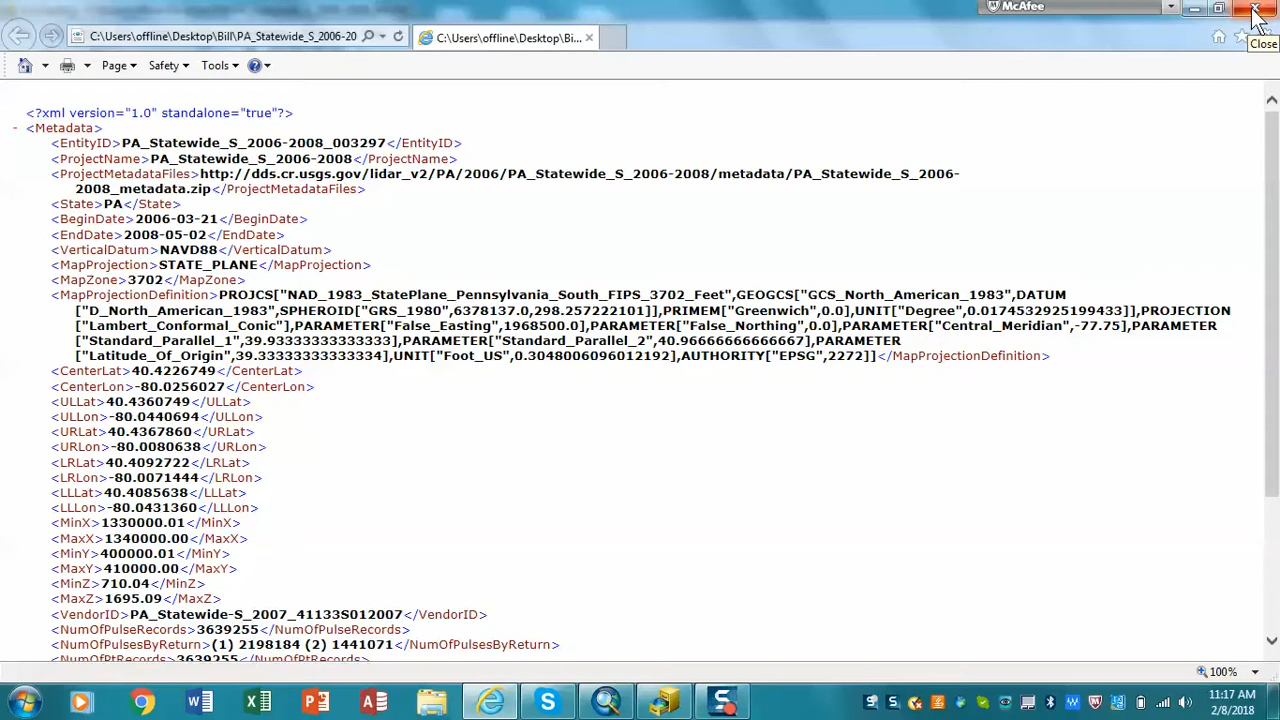 McAfee
C:\Users\offline\Desktop\Bill\PA_Statewide_S_2006-20
C:\Users\offline\Desktop\Bi...
Close
Page
Safety
Tools
<?xml version="1.0" standalone="true"?>
- <Metadata>
<EntityID>PA_Statewide_S_2006-2008_003297</EntityID>
<ProjectName>PA_Statewide_S_2006-2008</ProjectName>
<ProjectMetadataFiles>http://dds.cr.usgs.gov/lidar_v2/PA/2006/PA_Statewide_S_2006-2008/metadata/PA_Statewide_S_2006-
2008_metadata.zip</ProjectMetadataFiles>
<State>PA</State>
<BeginDate>2006-03-21</BeginDate>
<EndDate>2008-05-02</EndDate>
<VerticalDatum>NAVD88</VerticalDatum>
<MapProjection>STATE_PLANE</MapProjection>
<MapZone>3702</MapZone>
<MapProjectionDefinition>PROJCS["NAD_1983_StatePlane_Pennsylvania_South_FIPS_3702_Feet",GEOGCS["GCS_North_American_1983",DATUM
["D_North_American_1983",SPHEROID["GRS_1980",6378137.0,298.257222101]],PRIMEM["Greenwich",0.0],UNIT["Degree",0.0174532925199433]],PROJECTION
["Lambert_Conformal_Conic"],PARAMETER["False_Easting",1968500.0],PARAMETER["False_Northing",0.0],PARAMETER["Central_Meridian",-77.75],PARAMETER
["Standard_Parallel_1",39.93333333333333],PARAMETER["Standard_Parallel_2",40.96666666666667],PARAMETER
["Latitude_Of_Origin",39.33333333333334],UNIT["Foot_US",0.3048006096012192],AUTHORITY["EPSG",2272]]</MapProjectionDefinition>
<CenterLat>40.4226749</CenterLat>
<CenterLon>-80.0256027</CenterLon>
<ULLat>40.4360749</ULLat>
<ULLon>-80.0440694</ULLon>
<URLat>40.4367860</URLat>
<URLon>-80.0080638</URLon>
<LRLat>40.4092722</LRLat>
<LRLon>-80.0071444</LRLon>
<LLLat>40.4085638</LLLat>
<LLLon>-80.0431360</LLLon>
<MinX>1330000.01</MinX>
<MaxX>1340000.00</MaxX>
<MinY>400000.01</MinY>
<MaxY>410000.00</MaxY>
<MinZ>710.04</MinZ>
<MaxZ>1695.09</MaxZ>
<VendorID>PA_Statewide-S_2007_41133S012007</VendorID>
<NumOfPulseRecords>3639255</NumOfPulseRecords>
<NumOfPulsesByReturn>(1) 2198184 (2) 1441071</NumOfPulsesByReturn>
<NumOfPtRecords>3639255</NumOfPtRecords>
100%
11:17 AM
2/8/2018